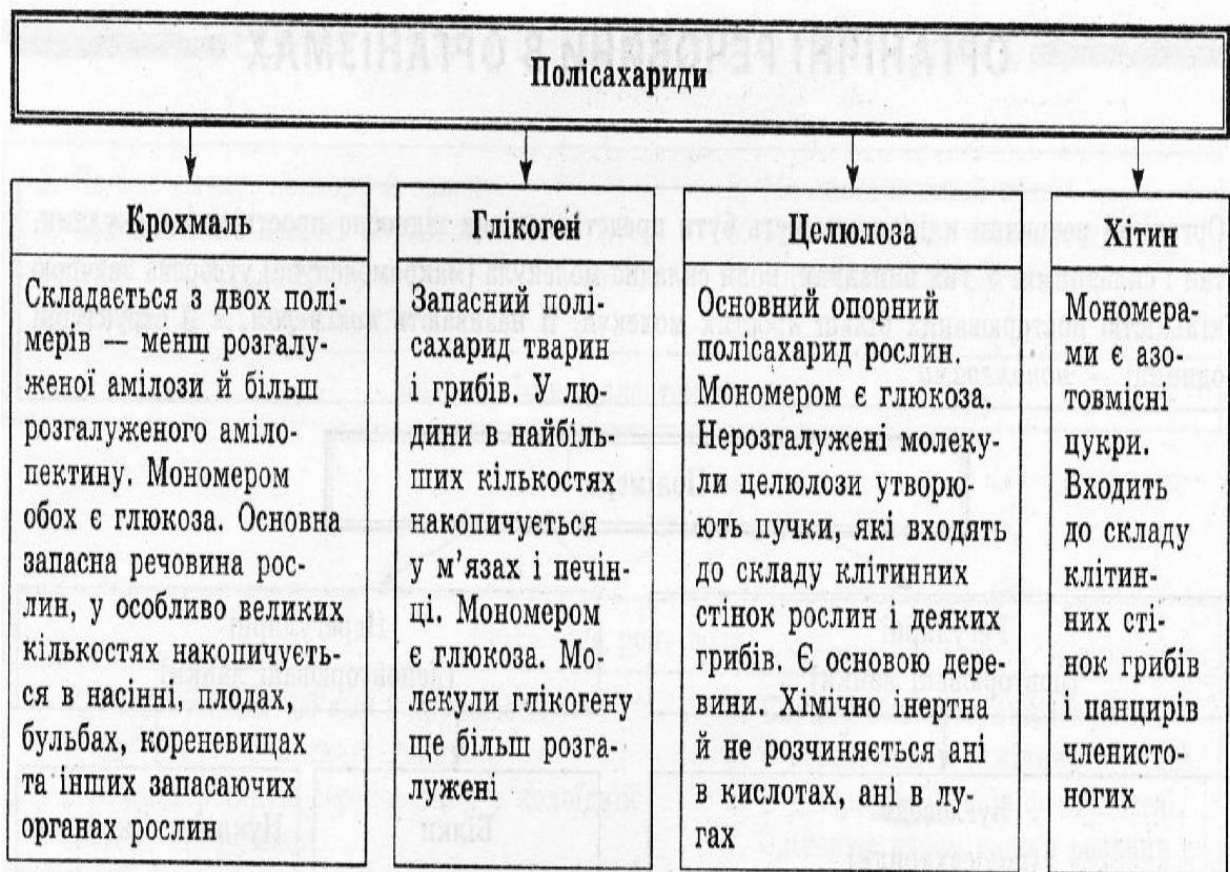 Полісахариди
Крохмаль
Складається з двох полі-
мерів — менш розгалу-
женої амілози й більш
розгалуженого аміло-
пектину. Мономером
обох є глюкоза. Основна
запасна речовина рос-
лин, у особливо великих
кількостях накопичуєть-
ся в насінні, плодах,
бульбах, кореневищах
та інших запасаючих
органах рослин
Глікоген
Запасний полі-
сахарид тварин
і грибів. У лю-
дини в найбіль-
ших кількостях
накопичується
у м’язах і печін-
ці. Мономером
є глюкоза. Мо-
лекули глікогену
ще більш розга-
лужені
Целюлоза
Основний опорний
полісахарид рослин.
Мономером є глюкоза.
Нерозгалужені молеку-
ли целюлози утворю-
ють пучки, які входять
до складу клітинних
стінок рослин і деяких
грибів. Є основою дере-
вини. Хімічно інертна
й не розчиняється ані
в кислотах, ані в лу-
гах
Хітин
Мономера-
ми є азо-
товмісні
цукри.
Входить
до складу
клітин-
них сті-
нок грибів
і панцирів
членисто-
ногих